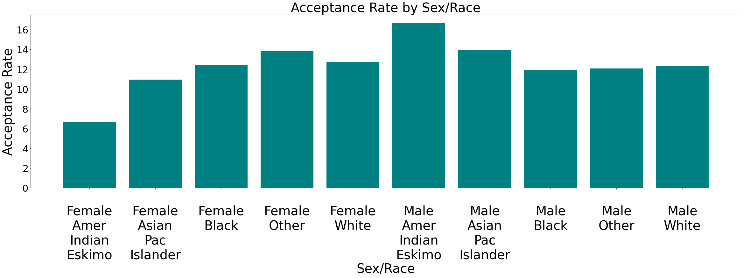 Acceptance Rate by Sex/Race
Acceptance Rate
16
14
12
10
8
6
4
2
0
Female
Amer
Indian
Eskimo
Female
Asian
Pac
Islander
Female
Black
Female
Other
Female
White
Male
Amer
Indian
Eskimo
Male
Asian
Pac
Islander
Male
Black
Male
Other
Male
White
Sex/Race